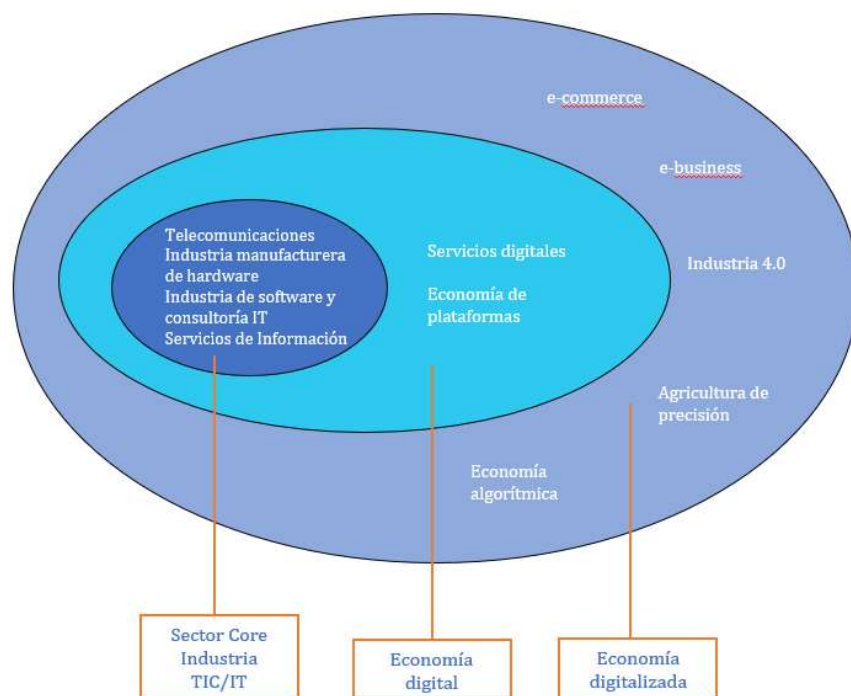 e-commerce
e-business
Telecomunicaciones
Industria manufacturera
de hardware
Industria de software y
consultoría IT
Servicios de Información
Servicios digitales
Economía de
plataformas
Industria 4.0
Agricultura de
precisión
Economía
algorítmica
Sector Core
Industria
TIC/IT
Economía
digital
Economía
digitalizada